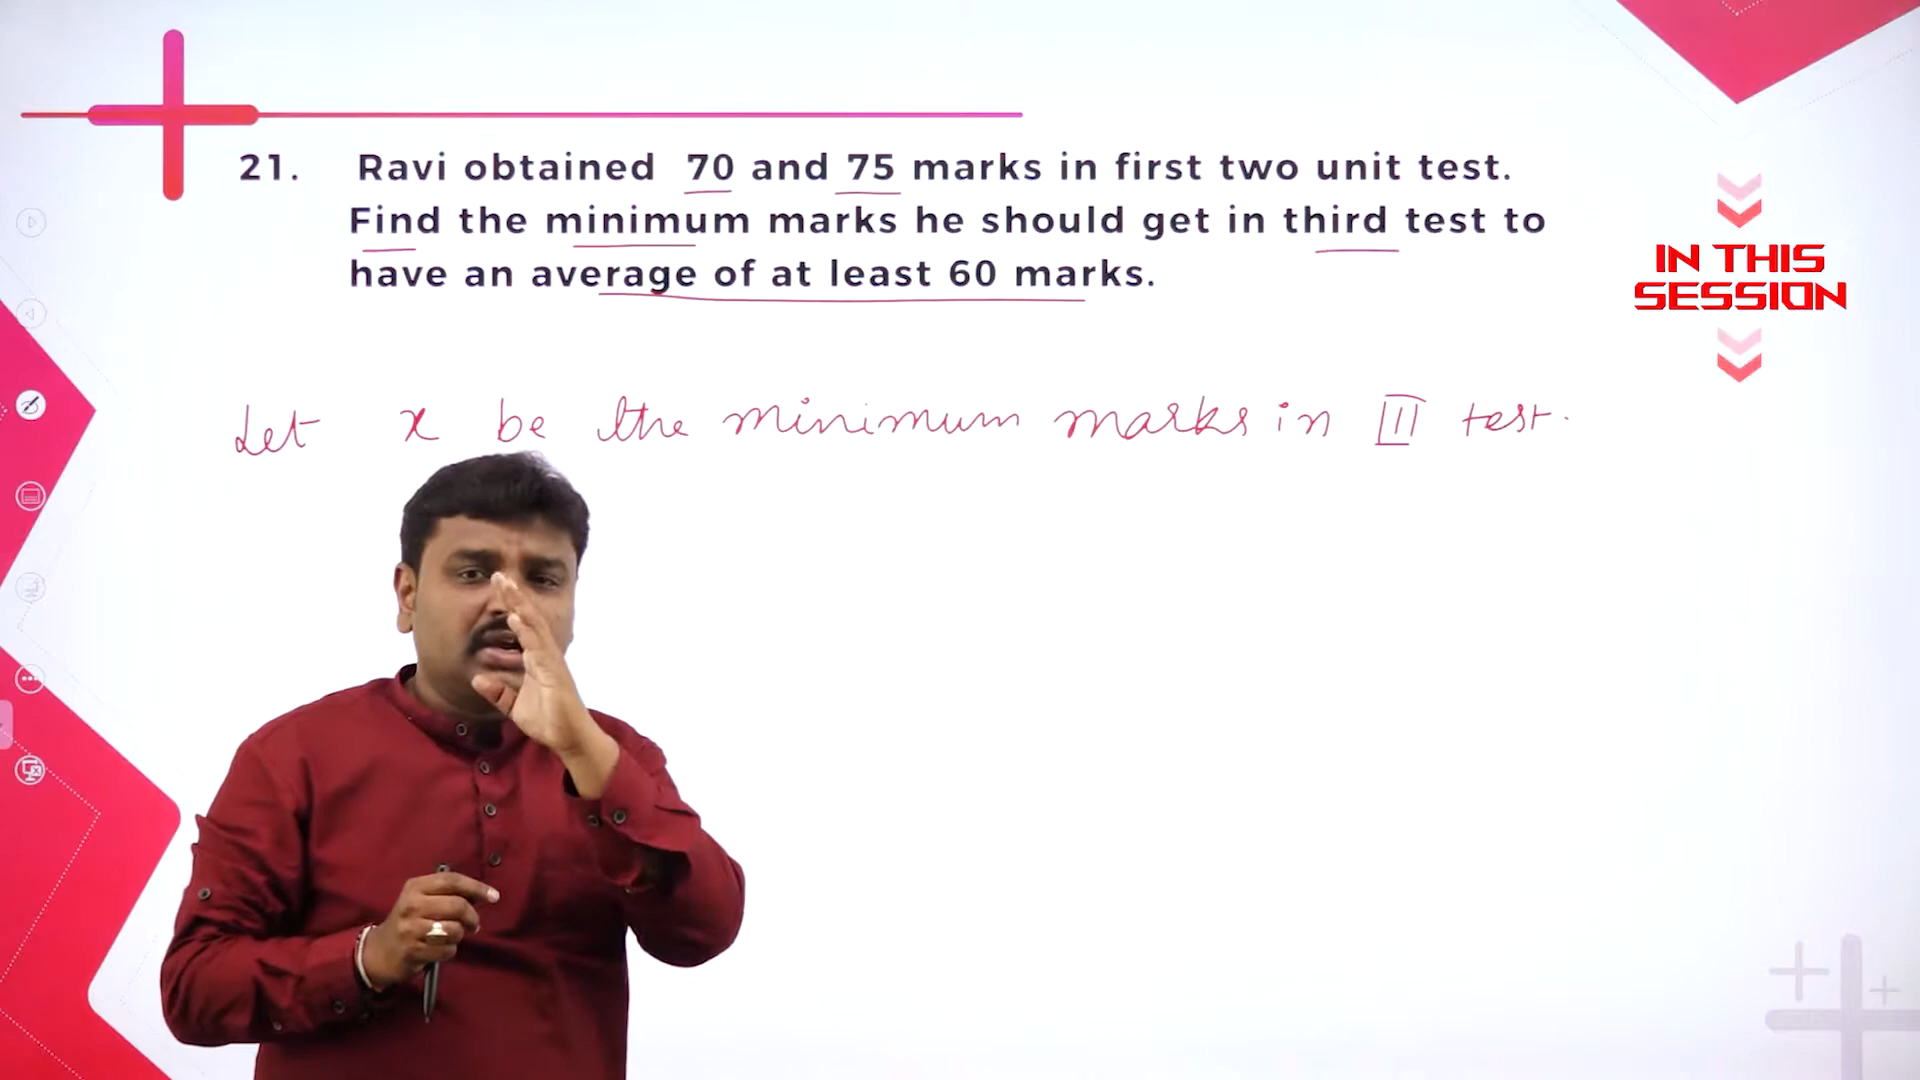 21. Ravi obtained 70 and 75 marks in first two unit test.
Find the minimum marks he should get in third test to
have an average of at least 60 marks.
IN THIS
SESSION
Let x be the minimum marks in III test.